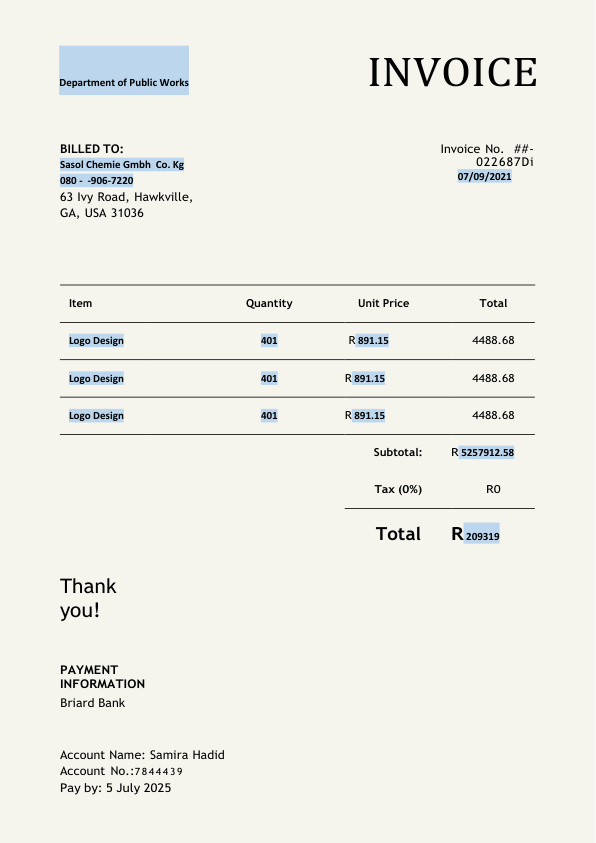 Department of Public Works
INVOICE
BILLED TO:
Sasol Chemie Gmbh  Co. Kg
080 -  -906-7220
63 Ivy Road, Hawkville,
GA, USA 31036
Invoice No.  ##-
022687Di
07/09/2021
Item Quantity Unit Price Total
Logo Design 401 R 891.15 4488.68
Logo Design 401 R 891.15 4488.68
Logo Design 401 R 891.15 4488.68
Subtotal: R 5257912.58
Tax (0%) R0
Total R 209319
Thank
you!
PAYMENT
INFORMATION
Briard Bank
Account Name: Samira Hadid
Account No.:7844439
Pay by: 5 July 2025